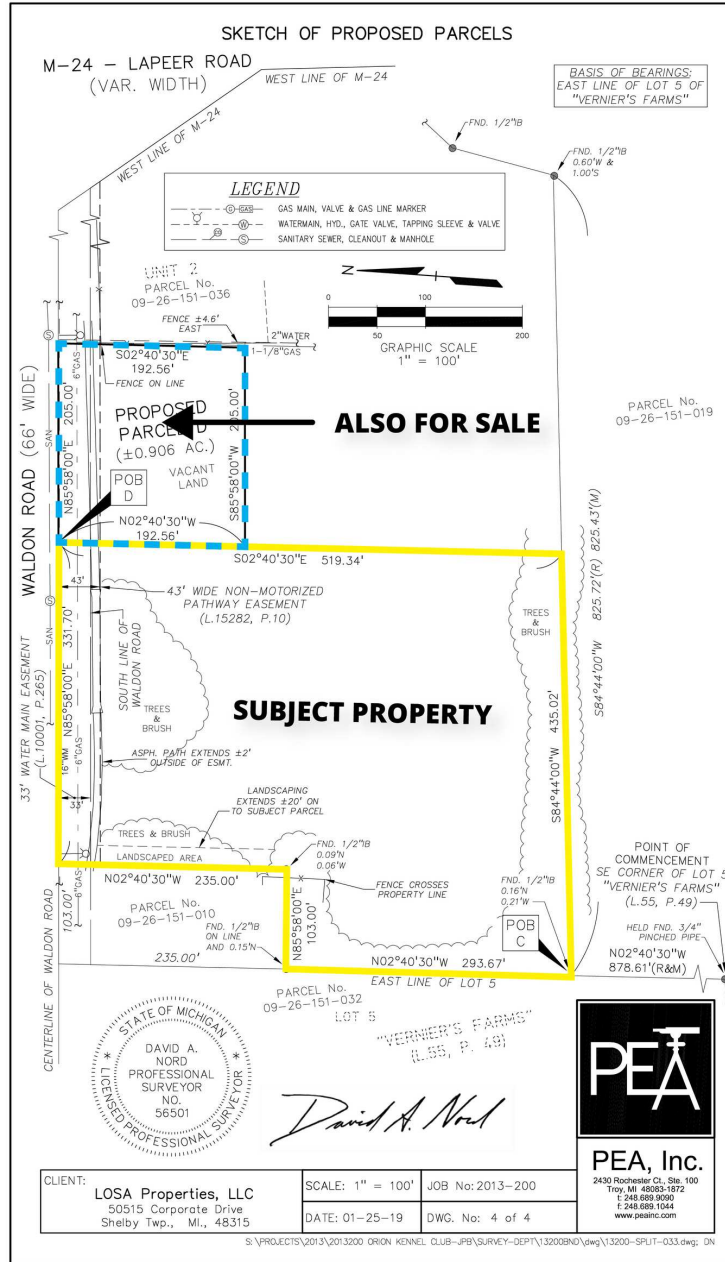 SKETCH OF PROPOSED PARCELS
M-24 - LAPEER ROAD
(VAR. WIDTH)
WEST LINE OF M-24
BASIS OF BEARINGS:
EAST LINE OF LOT 5 OF
"VERNIER'S FARMS"
WEST LINE OF M-24
FND. 1/2"IB
FND. 1/2"IB
0.60'W &
1.00'S
LEGEND
G GAS GAS MAIN, VALVE & GAS LINE MARKER
W WATERMAIN, HYD., GATE VALVE, TAPPING SLEEVE & VALVE
S SANITARY SEWER, CLEANOUT & MANHOLE
UNIT 2
PARCEL No.
09-26-151-036
N
0 100
50 200
GRAPHIC SCALE
1" = 100'
FENCE ±4.6'
EAST
2"WATER
1-1/8"GAS
S
6"GAS
S02°40'30"E
192.56'
FENCE ON LINE
WALDON ROAD (66' WIDE)
SAN
N85°58'00"E 205.00'
PROPOSED
PARCEL D
(±0.906 AC.)
VACANT
LAND
S85°58'00"W 205.00'
ALSO FOR SALE
PARCEL No.
09-26-151-019
POB
D
N02°40'30"W
192.56'
S02°40'30"E 519.34'
825.72'(R) 825.43'(M)
S84°44'00"W
43'
43' WIDE NON-MOTORIZED
PATHWAY EASEMENT
(L.15282, P.10)
TREES
&
BRUSH
S
SAN
N85°58'00"E 331.70'
SOUTH LINE OF
WALDON ROAD
TREES
&
BRUSH
SUBJECT PROPERTY
S84°44'00"W 435.02'
33' WATER MAIN EASEMENT
(L.10001, P.265)
16"WM
6"GAS
33'
ASPH. PATH EXTENDS ±2'
OUTSIDE OF ESMT.
LANDSCAPING
EXTENDS ±20' ON
TO SUBJECT PARCEL
TREES & BRUSH
LANDSCAPED AREA
FND. 1/2"IB
0.09'N
0.06'W
N02°40'30"W 235.00'
FENCE CROSSES
PROPERTY LINE
FND. 1/2"IB
0.16'N
0.21'W
POINT OF
COMMENCEMENT
SE CORNER OF LOT 5
"VERNIER'S FARMS"
(L.55, P.49)
CENTERLINE OF WALDON ROAD
103.00'
6"GAS
PARCEL No.
09-26-151-010
FND. 1/2"IB
ON LINE
AND 0.15'N
N85°58'00"E
103.00'
POB
C
HELD FND. 3/4"
PINCHED PIPE
235.00'
N02°40'30"W 293.67'
EAST LINE OF LOT 5
N02°40'30"W
878.61'(R&M)
PARCEL No.
09-26-151-032
LOT 6
"VERNIER'S FARMS"
(L.55, P. 49)
STATE OF MICHIGAN
DAVID A.
NORD
PROFESSIONAL
SURVEYOR
NO.
56501
LICENSED PROFESSIONAL SURVEYOR
David A. Nord
PEA
PEA, Inc.
2430 Rochester Ct., Ste. 100
Troy, MI 48083-1872
t: 248.689.9090
f: 248.689.1044
www.peainc.com
CLIENT:
LOSA Properties, LLC
50515 Corporate Drive
Shelby Twp., MI., 48315
SCALE: 1" = 100'
JOB No: 2013-200
DATE: 01-25-19
DWG. No: 4 of 4
S:\PROJECTS\2013\2013200 ORION KENNEL CLUB-JPB\SURVEY-DEPT\13200BND\dwg\13200-SPLIT-033.dwg; DN